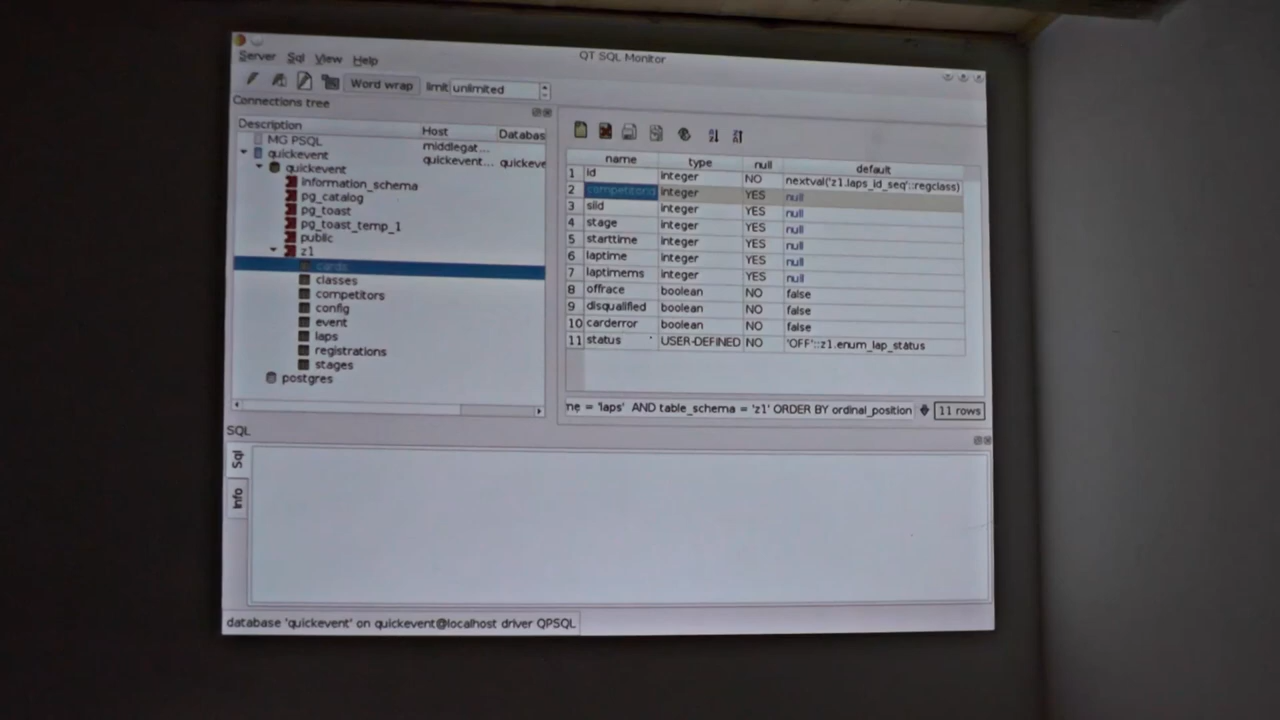 QT SQL Monitor
Server Sql View Help
Word wrap limit unlimited
Connections tree
Description Host Databas
MG PSQL middlegat...
quickevent quickevent... quickeve
quickevent
information_schema
pg_catalog
pg_toast
pg_toast_temp_1
public
z1
cards
classes
competitors
config
event
laps
registrations
stages
postgres
name type null default
1 id integer NO nextval('z1.laps_id_seq'::regclass)
2 competitorid integer YES null
3 siid integer YES null
4 stage integer YES null
5 starttime integer YES null
6 laptime integer YES null
7 laptimems integer YES null
8 offrace boolean NO false
9 disqualified boolean NO false
10 carderror boolean NO false
11 status USER-DEFINED NO 'OFF'::z1.enum_lap_status
me = 'laps' AND table_schema = 'z1' ORDER BY ordinal_position 11 rows
SQL
Sql
Info
database 'quickevent' on quickevent@localhost driver QPSQL